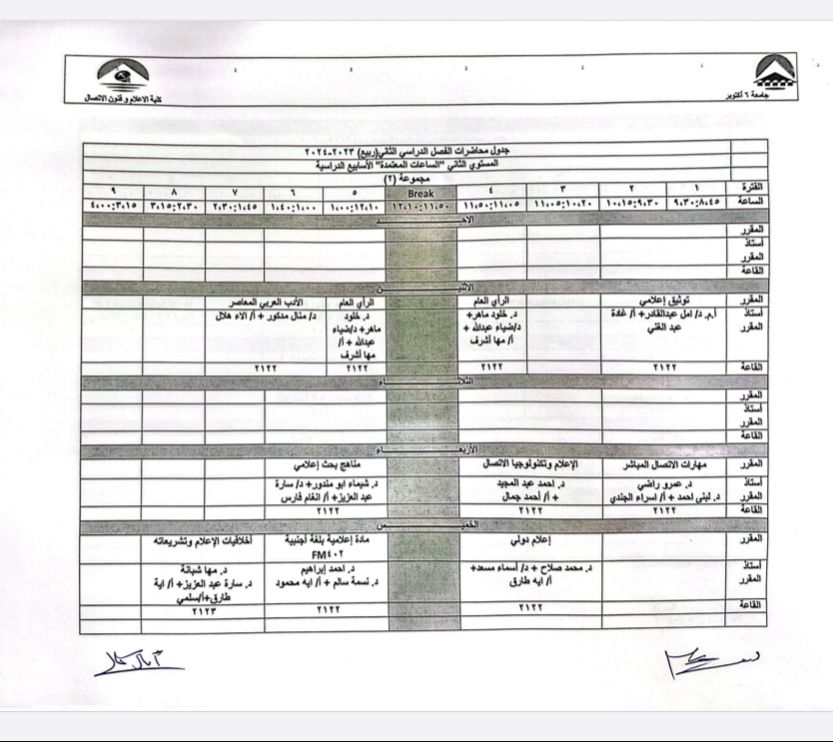 كلية الاعلام و فنون الاتصال
جامعة ٦ أكتوبر
جدول محاضرات الفصل الدراسي الثاني(ربيع) ٢٠٢٣-٢٠٢٤
المستوي الثاني "الساعات المعتمدة" الأسابيع الدراسية
مجموعة (٢)
الفترة ١ ٢ ٣ ٤ Break ٥ ٦ ٧ ٨ ٩
الساعة ٩،٣٠:٨،٤٥ ١٠،١٥:٩،٣٠ ١١،٠٥:١٠،٢٠ ١١،٥٠:١١،٠٥ ١٢،١٠:١١،٥٠ ١،٠٠:١٢،١٠ ١،٤٠:١،٠٠ ٢،٣٠:١،٤٥ ٣،١٥:٢،٣٠ ٤،٠٠:٣،١٥
الأحد
المقرر
أستاذ
المقرر
القاعة
الاثنين
المقرر توثيق إعلامي الرأي العام الرأي العام الأدب العربي المعاصر
أستاذ أ.م. د/ امل عبدالقادر+ أ/ غادة د. خلود ماهر+ د. خلود د/ منال مدكور + أ/ الاء هلال
المقرر عبد الغني د/ضياء عبدالله + ماهر+ د/ضياء
أ/ مها أشرف عبدالله + أ/
مها أشرف
القاعة ٢١٢٢ ٢١٢٢ ٢١٢٢ ٢١٢٢
الثلاثاء
المقرر
أستاذ
المقرر
القاعة
الأربعاء
المقرر مهارات الاتصال المباشر الإعلام وتكنولوجيا الاتصال مناهج بحث إعلامي
أستاذ د. عمرو راضي د. احمد عبد المجيد د. شيماء ابو مندور+ د/ سارة
المقرر د. لبنى احمد + أ/ اسراء الجندي + أ/ أحمد جمال عبد العزيز+ أ/ انغام فارس
القاعة ٢١٢٢ ٢١٢٢ ٢١٢٢
الخميس
المقرر إعلام دولي مادة إعلامية بلغة أجنبية أخلاقيات الإعلام وتشريعاته
FM٤٠٢
أستاذ د. محمد صلاح + د/ أسماء مسعد+ د. احمد إبراهيم د. مها شبانة
المقرر أ/ ايه طارق د. نسمة سالم + أ/ ايه محمود د. سارة عبد العزيز+ أ/ اية
طارق+أ/سلمي
القاعة ٢١٢٢ ٢١٢٢ ٢١٢٣